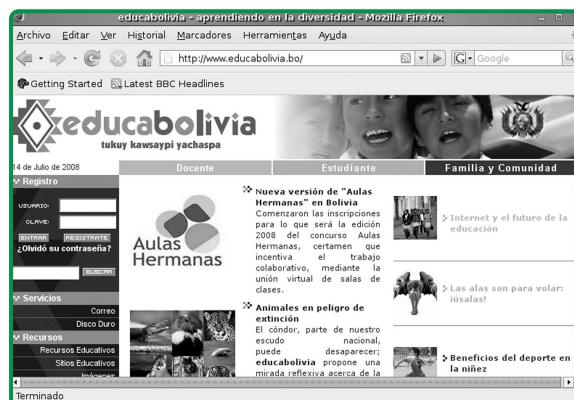 educabolivia - aprendiendo en la diversidad - Mozilla Firefox
Archivo Editar Ver Historial Marcadores Herramientas Ayuda
http://www.educabolivia.bo/
Google
Getting Started Latest BBC Headlines
educabolivia
tukuy kawsaypi yachaspa
14 de Julio de 2008
Docente Estudiante Familia y Comunidad
Registro
USUARIO:
CLAVE:
ENTRAR REGISTRATE
¿Olvidó su contraseña?
BUSCAR
Servicios
Correo
Disco Duro
Recursos
Recursos Educativos
Sitios Educativos
Imágenes
Aulas
Hermanas
Nueva versión de "Aulas
Hermanas" en Bolivia
Comenzaron las inscripciones
para lo que será la edición
2008 del concurso Aulas
Hermanas, certamen que
incentiva el trabajo
colaborativo, mediante la
unión virtual de salas de
clases.
Animales en peligro de
extinción
El cóndor, parte de nuestro
escudo nacional,
puede desaparecer;
educabolivia propone una
mirada reflexiva acerca de la
Internet y el futuro de la
educación
Las alas son para volar:
¡úsalas!
Beneficios del deporte en
la niñez
Terminado